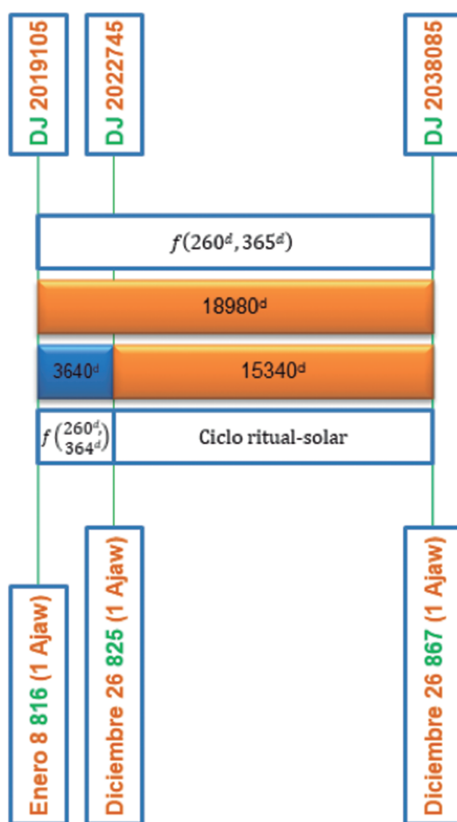 DJ 2019105
DJ 2022745
DJ 2038085
f(260ᵈ, 365ᵈ)
18980ᵈ
3640ᵈ
15340ᵈ
f(260ᵈ,
364ᵈ)
Ciclo ritual-solar
Enero 8 816 (1 Ajaw)
Diciembre 26 825 (1 Ajaw)
Diciembre 26 867 (1 Ajaw)